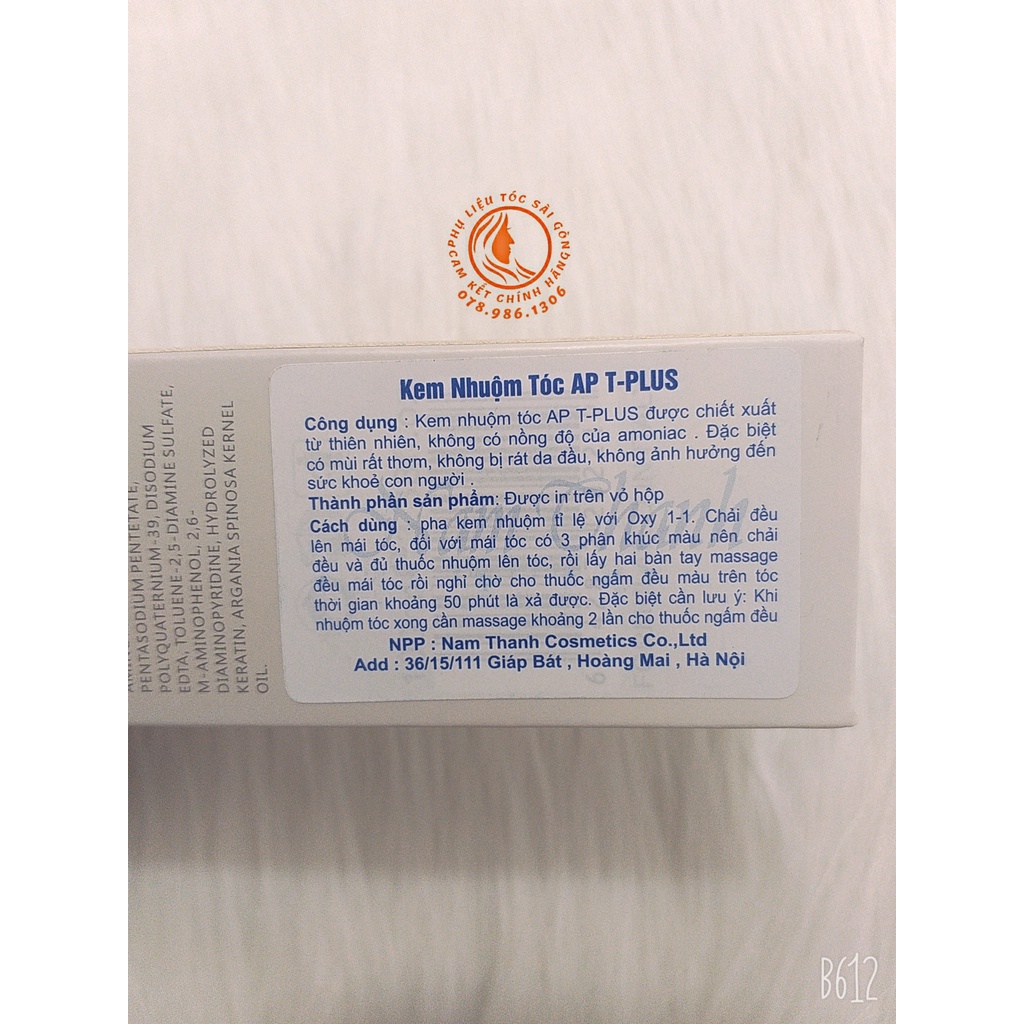 PHỤ LIỆU TÓC SÀI GÒN
CAM KẾT CHÍNH HÃNG
078.986.1306
PENTASODIUM PENTETATE,
POLYQUATERNIUM-39, DISODIUM
EDTA, TOLUENE-2,5-DIAMINE SULFATE,
M-AMINOPHENOL, 2,6-
DIAMINOPYRIDINE, HYDROLYZED
KERATIN, ARGANIA SPINOSA KERNEL
OIL.
Kem Nhuộm Tóc AP T-PLUS
Công dụng : Kem nhuộm tóc AP T-PLUS được chiết xuất
từ thiên nhiên, không có nồng độ của amoniac . Đặc biệt
có mùi rất thơm, không bị rát da đầu, không ảnh hưởng đến
sức khoẻ con người .
Thành phần sản phẩm: Được in trên vỏ hộp
Cách dùng : pha kem nhuộm tỉ lệ với Oxy 1-1. Chải đều
lên mái tóc, đối với mái tóc có 3 phân khúc màu nên chải
đều và đủ thuốc nhuộm lên tóc, rồi lấy hai bàn tay massage
đều mái tóc rồi nghỉ chờ cho thuốc ngấm đều màu trên tóc
thời gian khoảng 50 phút là xả được. Đặc biệt cần lưu ý: Khi
nhuộm tóc xong cần massage khoảng 2 lần cho thuốc ngấm đều
NPP : Nam Thanh Cosmetics Co.,Ltd
Add : 36/15/111 Giáp Bát , Hoàng Mai , Hà Nội
Nam Thanh
B612